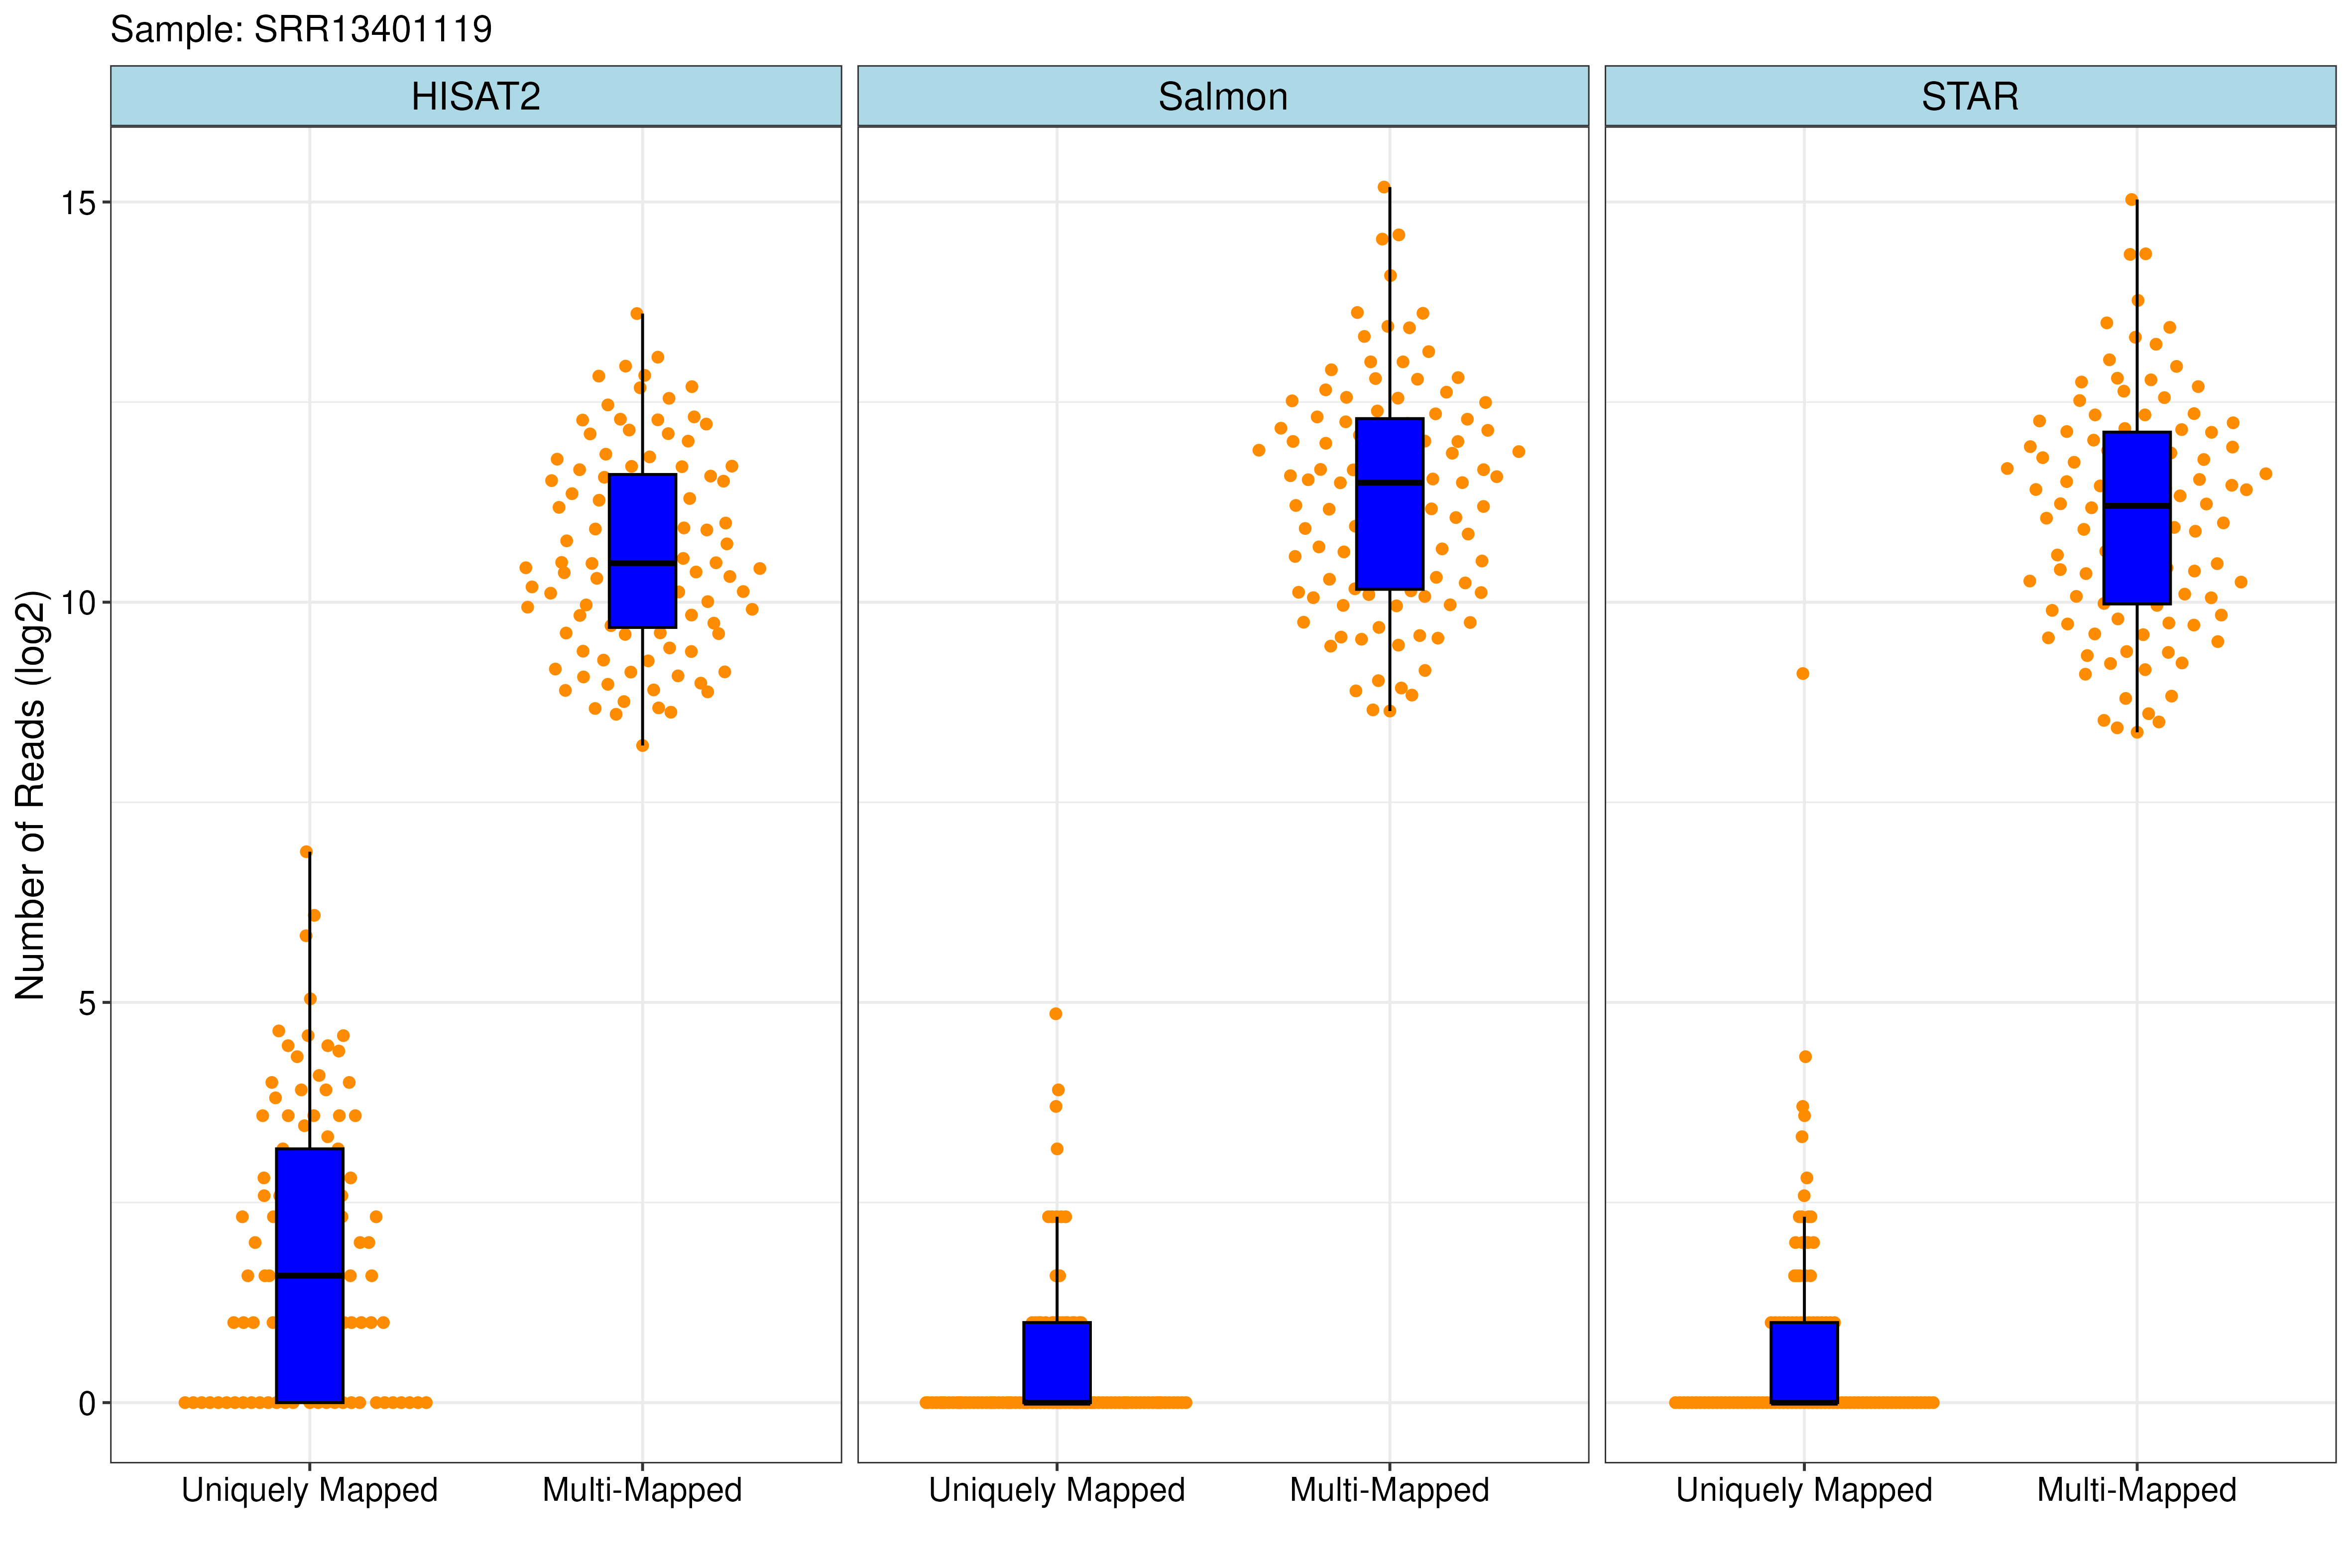 Sample: SRR13401119
HISAT2 Salmon STAR
Number of Reads (log2)
15
10
5
0
Uniquely Mapped Multi-Mapped Uniquely Mapped Multi-Mapped Uniquely Mapped Multi-Mapped